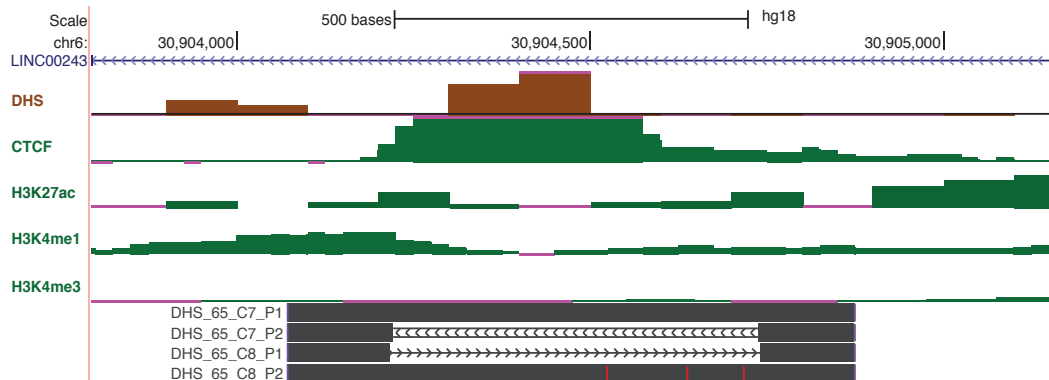 Scale 500 bases hg18
chr6: 30,904,000 30,904,500 30,905,000
LINC00243
DHS
CTCF
H3K27ac
H3K4me1
H3K4me3
DHS_65_C7_P1
DHS_65_C7_P2
DHS_65_C8_P1
DHS_65_C8_P2